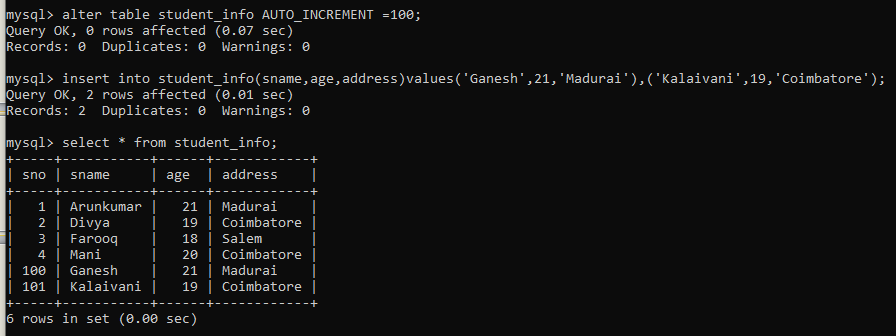 mysql> alter table student_info AUTO_INCREMENT =100;
Query OK, 0 rows affected (0.07 sec)
Records: 0  Duplicates: 0  Warnings: 0

mysql> insert into student_info(sname,age,address)values('Ganesh',21,'Madurai'),('Kalaivani',19,'Coimbatore');
Query OK, 2 rows affected (0.01 sec)
Records: 2  Duplicates: 0  Warnings: 0

mysql> select * from student_info;
+-----+-----------+------+------------+
| sno | sname     | age  | address    |
+-----+-----------+------+------------+
|   1 | Arunkumar |   21 | Madurai    |
|   2 | Divya     |   19 | Coimbatore |
|   3 | Farooq    |   18 | Salem      |
|   4 | Mani      |   20 | Coimbatore |
| 100 | Ganesh    |   21 | Madurai    |
| 101 | Kalaivani |   19 | Coimbatore |
+-----+-----------+------+------------+
6 rows in set (0.00 sec)